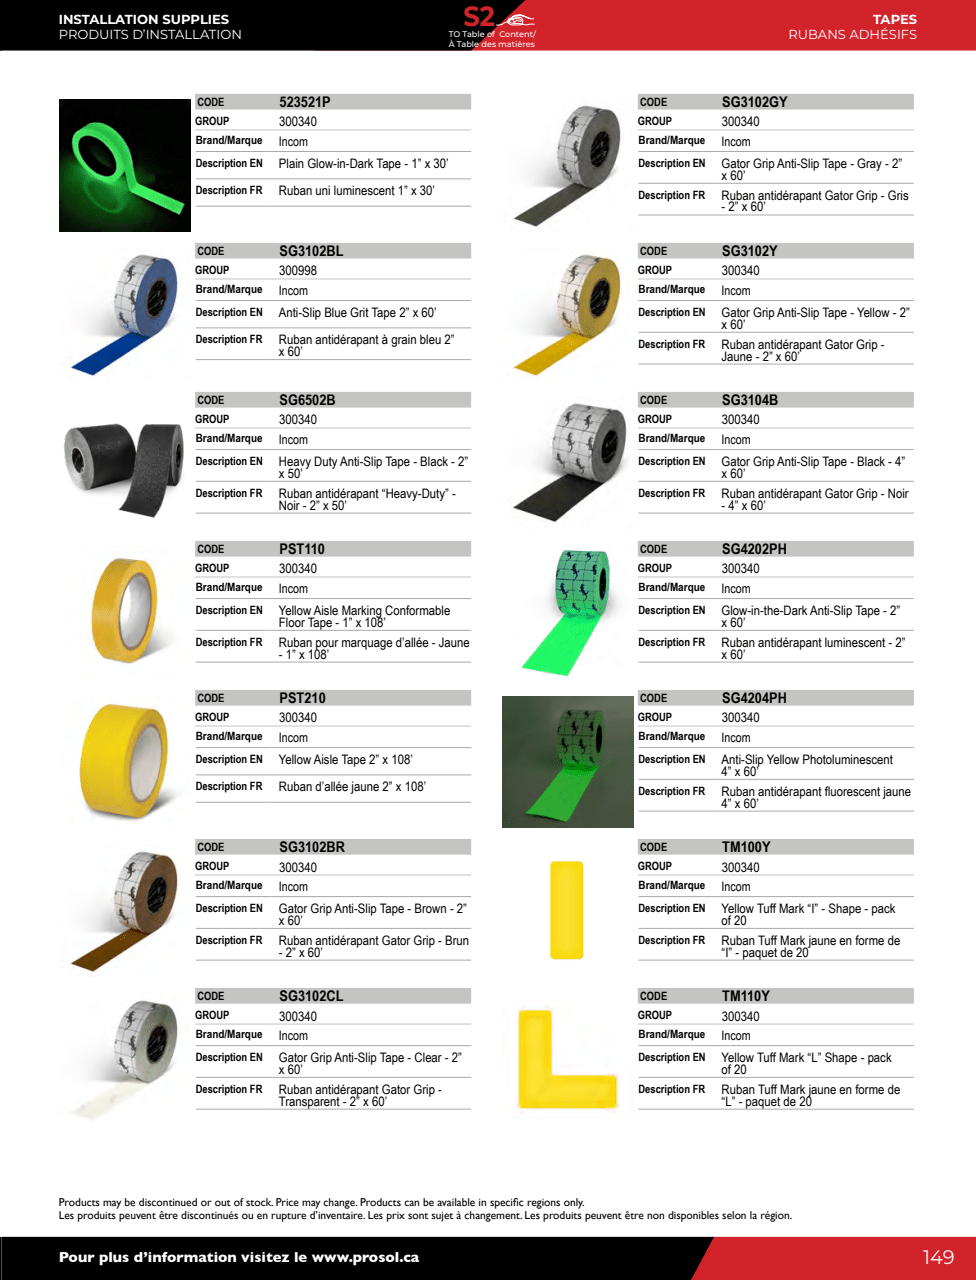 INSTALLATION SUPPLIES
PRODUITS D’INSTALLATION
S2
TO Table of Content/
À Table des matières
TAPES
RUBANS ADHÉSIFS
CODE 523521P
GROUP 300340
Brand/Marque Incom
Description EN Plain Glow-in-Dark Tape - 1” x 30’
Description FR Ruban uni luminescent 1” x 30’
CODE SG3102BL
GROUP 300998
Brand/Marque Incom
Description EN Anti-Slip Blue Grit Tape 2” x 60’
Description FR Ruban antidérapant à grain bleu 2”
x 60’
CODE SG6502B
GROUP 300340
Brand/Marque Incom
Description EN Heavy Duty Anti-Slip Tape - Black - 2”
x 50’
Description FR Ruban antidérapant “Heavy-Duty” -
Noir - 2” x 50’
CODE PST110
GROUP 300340
Brand/Marque Incom
Description EN Yellow Aisle Marking Conformable
Floor Tape - 1” x 108’
Description FR Ruban pour marquage d’allée - Jaune
- 1” x 108’
CODE PST210
GROUP 300340
Brand/Marque Incom
Description EN Yellow Aisle Tape 2” x 108’
Description FR Ruban d’allée jaune 2” x 108’
CODE SG3102BR
GROUP 300340
Brand/Marque Incom
Description EN Gator Grip Anti-Slip Tape - Brown - 2”
x 60’
Description FR Ruban antidérapant Gator Grip - Brun
- 2” x 60’
CODE SG3102CL
GROUP 300340
Brand/Marque Incom
Description EN Gator Grip Anti-Slip Tape - Clear - 2”
x 60’
Description FR Ruban antidérapant Gator Grip -
Transparent - 2” x 60’
CODE SG3102GY
GROUP 300340
Brand/Marque Incom
Description EN Gator Grip Anti-Slip Tape - Gray - 2”
x 60’
Description FR Ruban antidérapant Gator Grip - Gris
- 2” x 60’
CODE SG3102Y
GROUP 300340
Brand/Marque Incom
Description EN Gator Grip Anti-Slip Tape - Yellow - 2”
x 60’
Description FR Ruban antidérapant Gator Grip -
Jaune - 2” x 60’
CODE SG3104B
GROUP 300340
Brand/Marque Incom
Description EN Gator Grip Anti-Slip Tape - Black - 4”
x 60’
Description FR Ruban antidérapant Gator Grip - Noir
- 4” x 60’
CODE SG4202PH
GROUP 300340
Brand/Marque Incom
Description EN Glow-in-the-Dark Anti-Slip Tape - 2”
x 60’
Description FR Ruban antidérapant luminescent - 2”
x 60’
CODE SG4204PH
GROUP 300340
Brand/Marque Incom
Description EN Anti-Slip Yellow Photoluminescent
4” x 60’
Description FR Ruban antidérapant fluorescent jaune
4” x 60’
CODE TM100Y
GROUP 300340
Brand/Marque Incom
Description EN Yellow Tuff Mark “I” - Shape - pack
of 20
Description FR Ruban Tuff Mark jaune en forme de
“I” - paquet de 20
CODE TM110Y
GROUP 300340
Brand/Marque Incom
Description EN Yellow Tuff Mark “L” Shape - pack
of 20
Description FR Ruban Tuff Mark jaune en forme de
“L” - paquet de 20
Products may be discontinued or out of stock. Price may change. Products can be available in specific regions only.
Les produits peuvent être discontinués ou en rupture d’inventaire. Les prix sont sujet à changement. Les produits peuvent être non disponibles selon la région.
Pour plus d’information visitez le www.prosol.ca
149